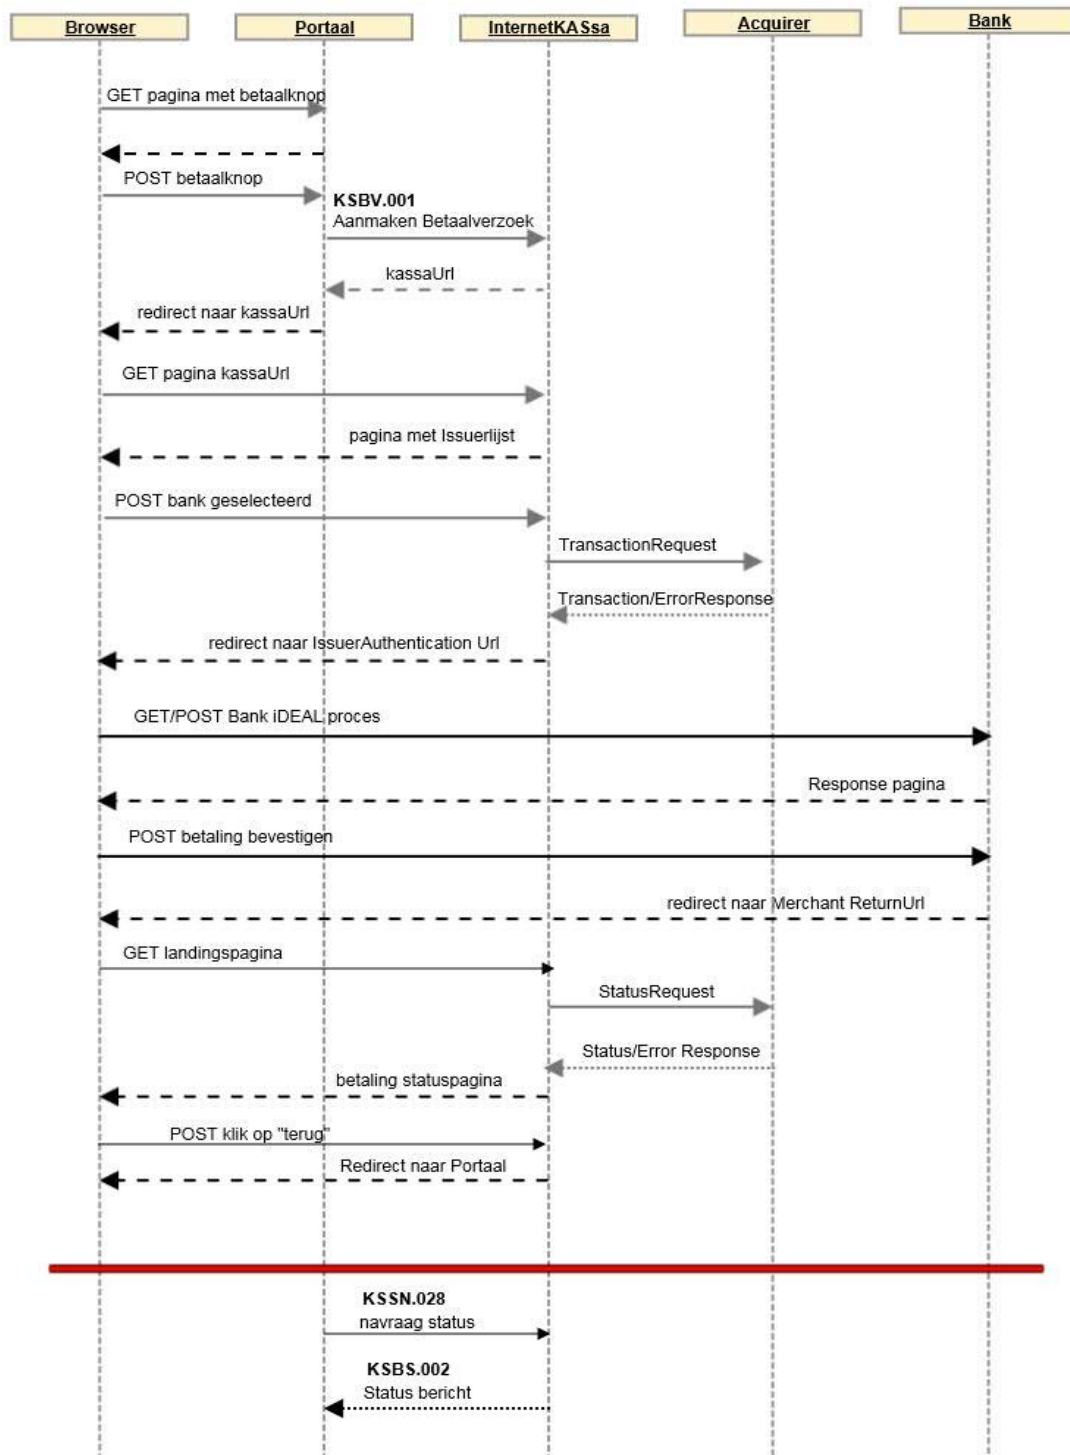 Browser
Portaal
InternetKASsa
Acquirer
Bank
GET pagina met betaalknop
POST betaalknop
KSBV.001
Aanmaken Betaalverzoek
kassaUrl
redirect naar kassaUrl
GET pagina kassaUrl
pagina met Issuerlijst
POST bank geselecteerd
TransactionRequest
Transaction/ErrorResponse
redirect naar IssuerAuthentication Url
GET/POST Bank iDEAL proces
Response pagina
POST betaling bevestigen
redirect naar Merchant ReturnUrl
GET landingspagina
StatusRequest
Status/Error Response
betaling statuspagina
POST klik op "terug"
Redirect naar Portaal
KSSN.028
navraag status
KSBS.002
Status bericht